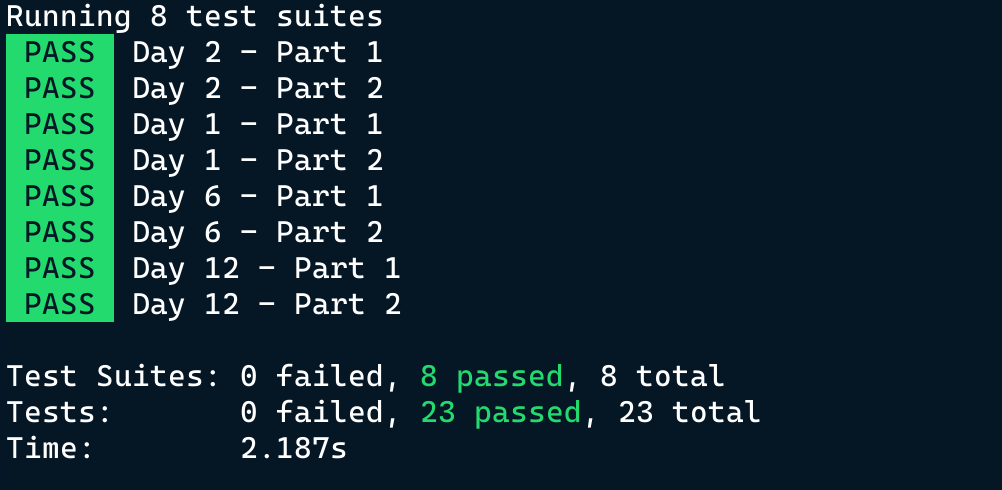 Running 8 test suites
PASS Day 2 – Part 1
PASS Day 2 – Part 2
PASS Day 1 – Part 1
PASS Day 1 – Part 2
PASS Day 6 – Part 1
PASS Day 6 – Part 2
PASS Day 12 – Part 1
PASS Day 12 – Part 2
Test Suites: 0 failed, 8 passed, 8 total
Tests: 0 failed, 23 passed, 23 total
Time: 2.187s